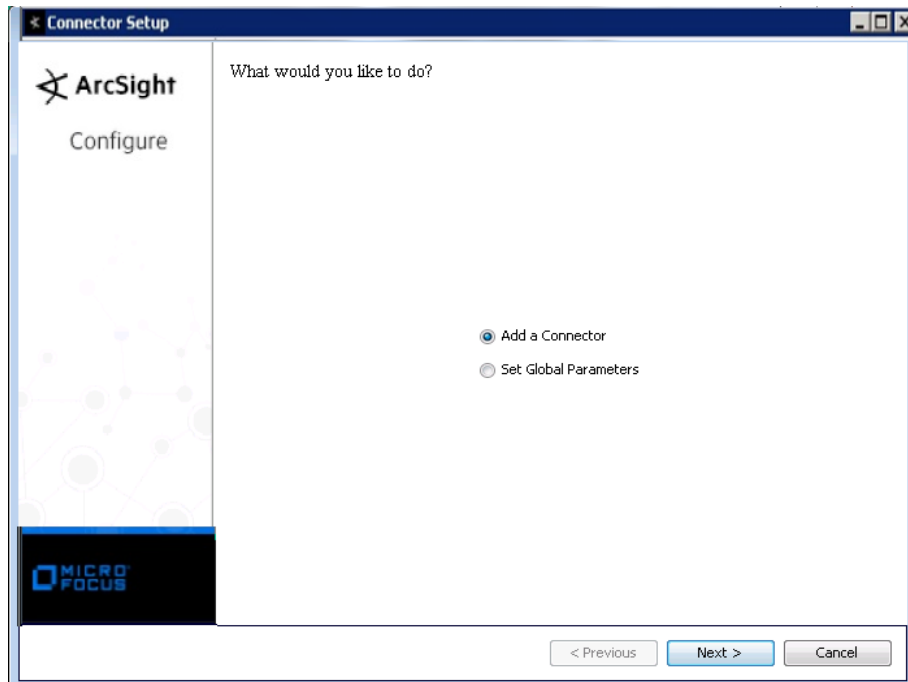 Connector Setup
ArcSight
Configure
What would you like to do?
Add a Connector
Set Global Parameters
MICRO
FOCUS
< Previous
Next >
Cancel